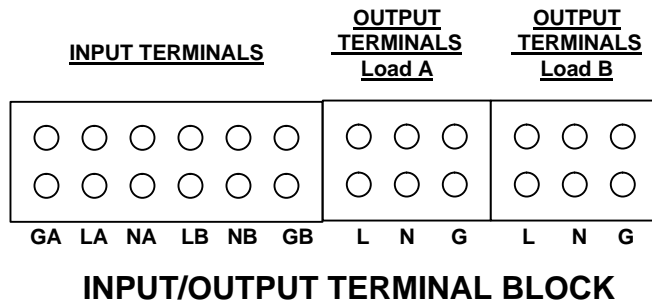 INPUT TERMINALS
OUTPUT
TERMINALS
Load A
OUTPUT
TERMINALS
Load B
GA LA NA LB NB GB L N G L N G
INPUT/OUTPUT TERMINAL BLOCK